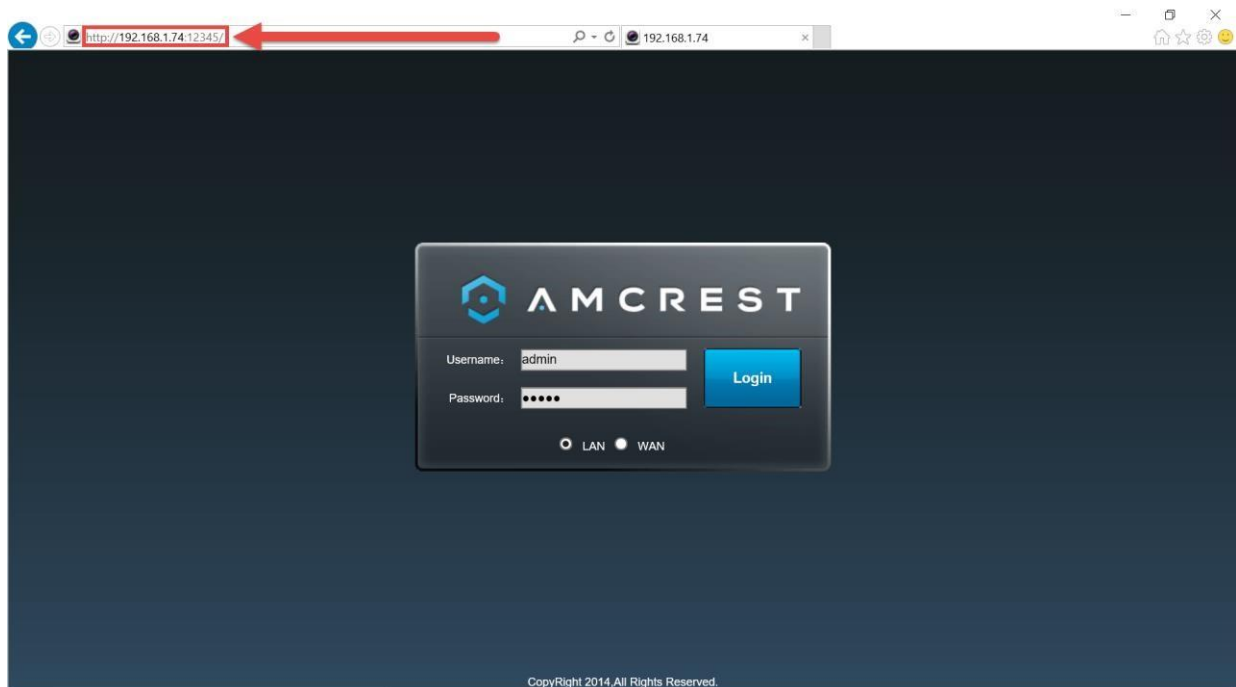 http://192.168.1.74:12345/
192.168.1.74
AMCREST
Username:
admin
Login
Password:
•••••
LAN
WAN
CopyRight 2014,All Rights Reserved.